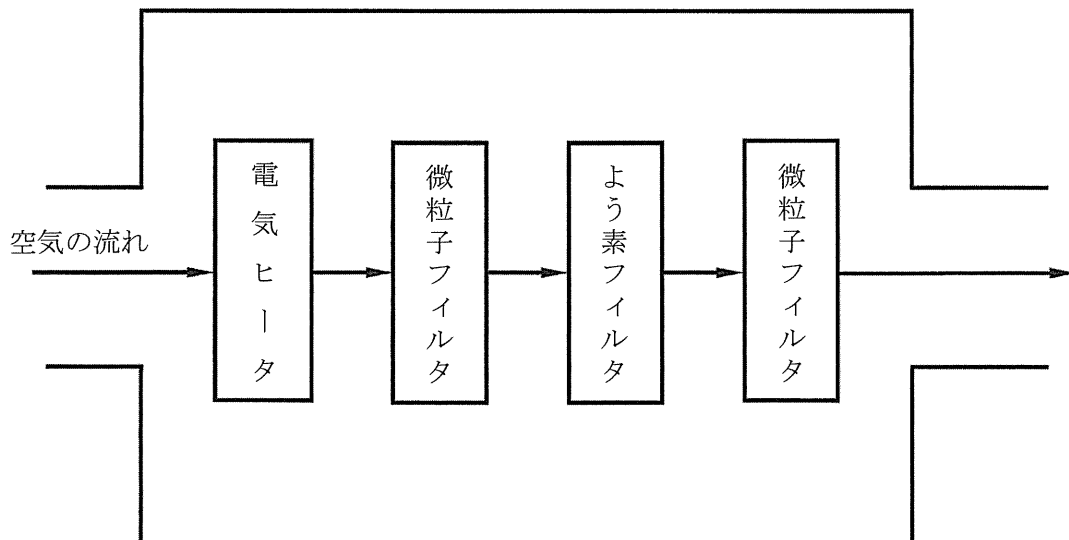 空気の流れ
電気ヒータ
微粒子フィルタ
よう素フィルタ
微粒子フィルタ